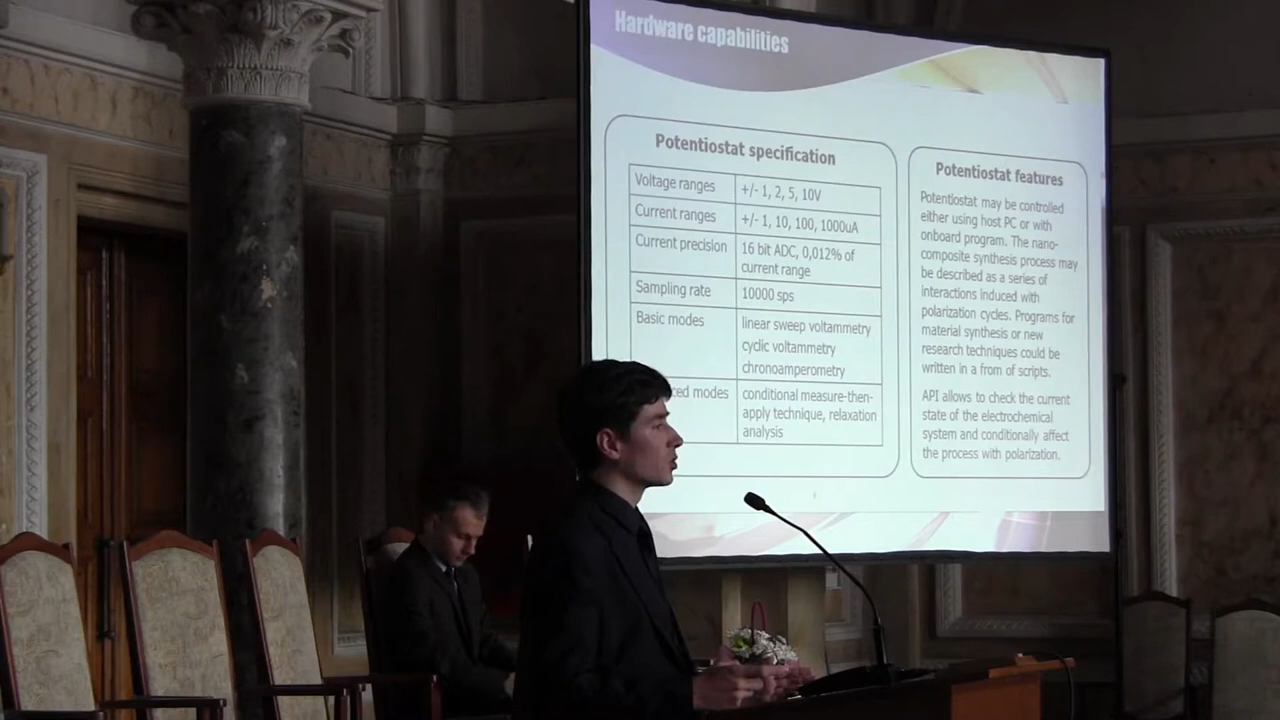 Hardware capabilities
Potentiostat specification
Voltage ranges +/- 1, 2, 5, 10V
Current ranges +/- 1, 10, 100, 1000uA
Current precision 16 bit ADC, 0,012% of
current range
Sampling rate 10000 sps
Basic modes linear sweep voltammetry
cyclic voltammetry
chronoamperometry
ced modes conditional measure-then-
apply technique, relaxation
analysis
Potentiostat features
Potentiostat may be controlled
either using host PC or with
onboard program. The nano-
composite synthesis process may
be described as a series of
interactions induced with
polarization cycles. Programs for
material synthesis or new
research techniques could be
written in a from of scripts.
API allows to check the current
state of the electrochemical
system and conditionally affect
the process with polarization.